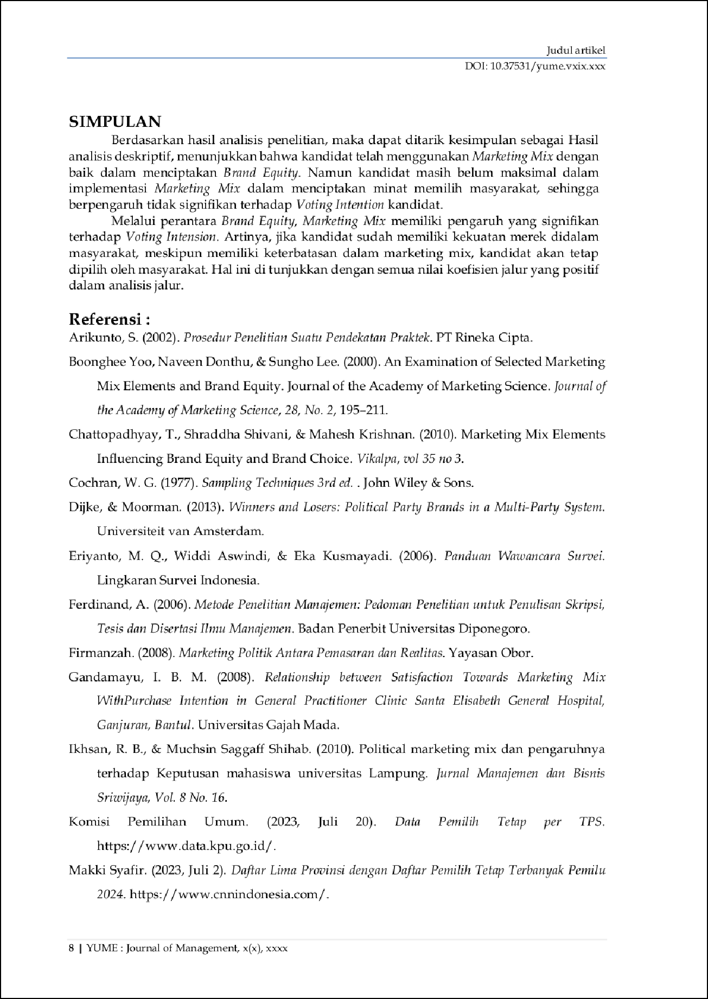 Judul artikel
DOI: 10.37531/yume.vxix.xxx
SIMPULAN
Berdasarkan hasil analisis penelitian, maka dapat ditarik kesimpulan sebagai Hasil
analisis deskriptif, menunjukkan bahwa kandidat telah menggunakan Marketing Mix dengan
baik dalam menciptakan Brand Equity. Namun kandidat masih belum maksimal dalam
implementasi Marketing Mix dalam menciptakan minat memilih masyarakat, sehingga
berpengaruh tidak signifikan terhadap Voting Intention kandidat.
Melalui perantara Brand Equity, Marketing Mix memiliki pengaruh yang signifikan
terhadap Voting Intension. Artinya, jika kandidat sudah memiliki kekuatan merek didalam
masyarakat, meskipun memiliki keterbatasan dalam marketing mix, kandidat akan tetap
dipilih oleh masyarakat. Hal ini di tunjukkan dengan semua nilai koefisien jalur yang positif
dalam analisis jalur.
Referensi :
Arikunto, S. (2002). Prosedur Penelitian Suatu Pendekatan Praktek. PT Rineka Cipta.
Boonghee Yoo, Naveen Donthu, & Sungho Lee. (2000). An Examination of Selected Marketing
Mix Elements and Brand Equity. Journal of the Academy of Marketing Science. Journal of
the Academy of Marketing Science, 28, No. 2, 195–211.
Chattopadhyay, T., Shraddha Shivani, & Mahesh Krishnan. (2010). Marketing Mix Elements
Influencing Brand Equity and Brand Choice. Vikalpa, vol 35 no 3.
Cochran, W. G. (1977). Sampling Techniques 3rd ed. . John Wiley & Sons.
Dijke, & Moorman. (2013). Winners and Losers: Political Party Brands in a Multi-Party System.
Universiteit van Amsterdam.
Eriyanto, M. Q., Widdi Aswindi, & Eka Kusmayadi. (2006). Panduan Wawancara Survei.
Lingkaran Survei Indonesia.
Ferdinand, A. (2006). Metode Penelitian Manajemen: Pedoman Penelitian untuk Penulisan Skripsi,
Tesis dan Disertasi Ilmu Manajemen. Badan Penerbit Universitas Diponegoro.
Firmanzah. (2008). Marketing Politik Antara Pemasaran dan Realitas. Yayasan Obor.
Gandamayu, I. B. M. (2008). Relationship between Satisfaction Towards Marketing Mix
WithPurchase Intention in General Practitioner Clinic Santa Elisabeth General Hospital,
Ganjuran, Bantul. Universitas Gajah Mada.
Ikhsan, R. B., & Muchsin Saggaff Shihab. (2010). Political marketing mix dan pengaruhnya
terhadap Keputusan mahasiswa universitas Lampung. Jurnal Manajemen dan Bisnis
Sriwijaya, Vol. 8 No. 16.
Komisi Pemilihan Umum. (2023, Juli 20). Data Pemilih Tetap per TPS.
https://www.data.kpu.go.id/.
Makki Syafir. (2023, Juli 2). Daftar Lima Provinsi dengan Daftar Pemilih Tetap Terbanyak Pemilu
2024. https://www.cnnindonesia.com/.
8 | YUME : Journal of Management, x(x), xxxx